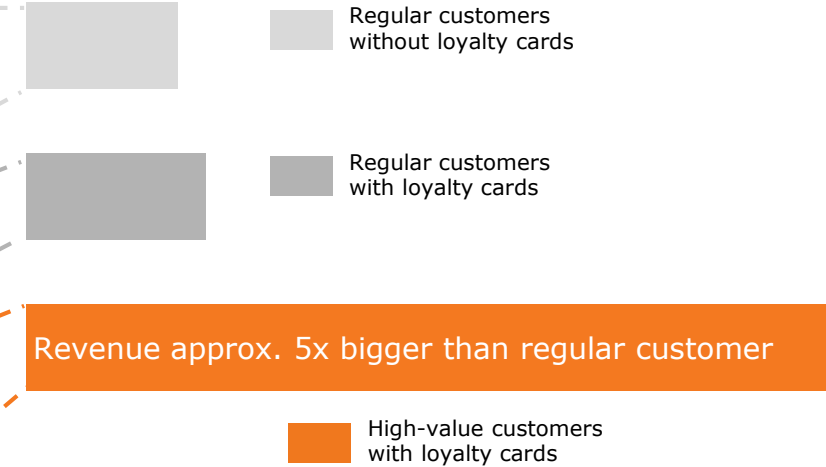 Regular customers
without loyalty cards
Regular customers
with loyalty cards
Revenue approx. 5x bigger than regular customer
High-value customers
with loyalty cards